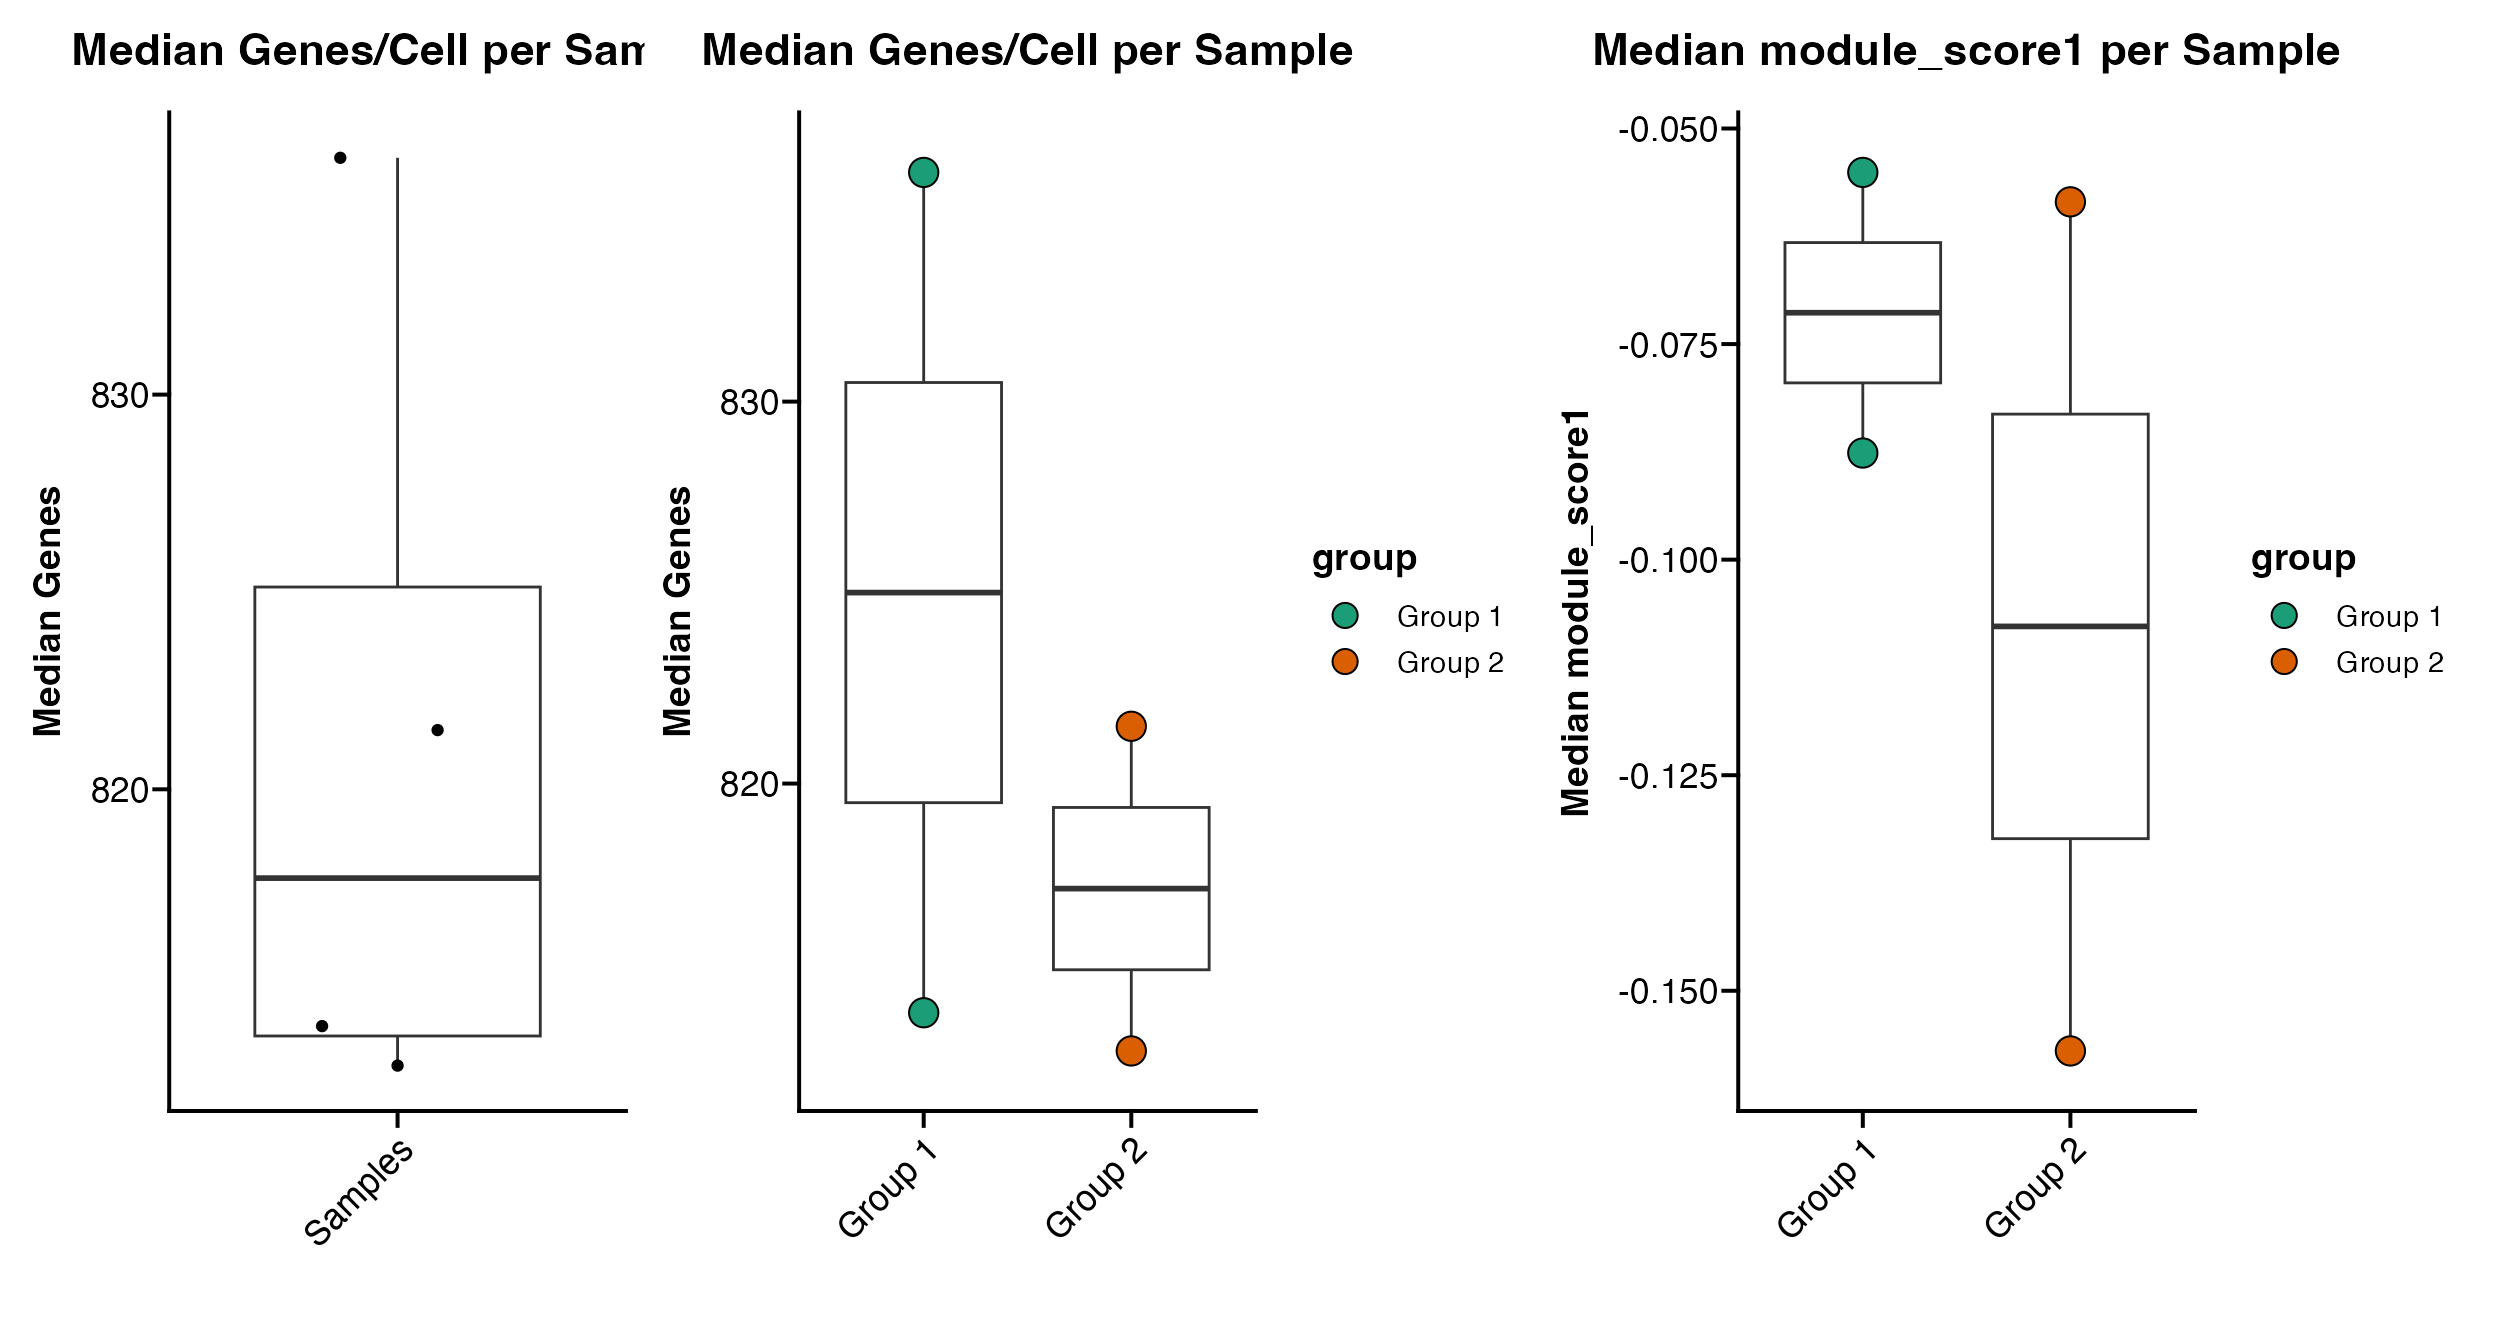 Median Genes/Cell per Sam
Median Genes
830
820
Samples
Median Genes/Cell per Sample
Median Genes
830
820
Group 1
Group 2
group
Group 1
Group 2
Median module_score1 per Sample
Median module_score1
-0.050
-0.075
-0.100
-0.125
-0.150
Group 1
Group 2
group
Group 1
Group 2